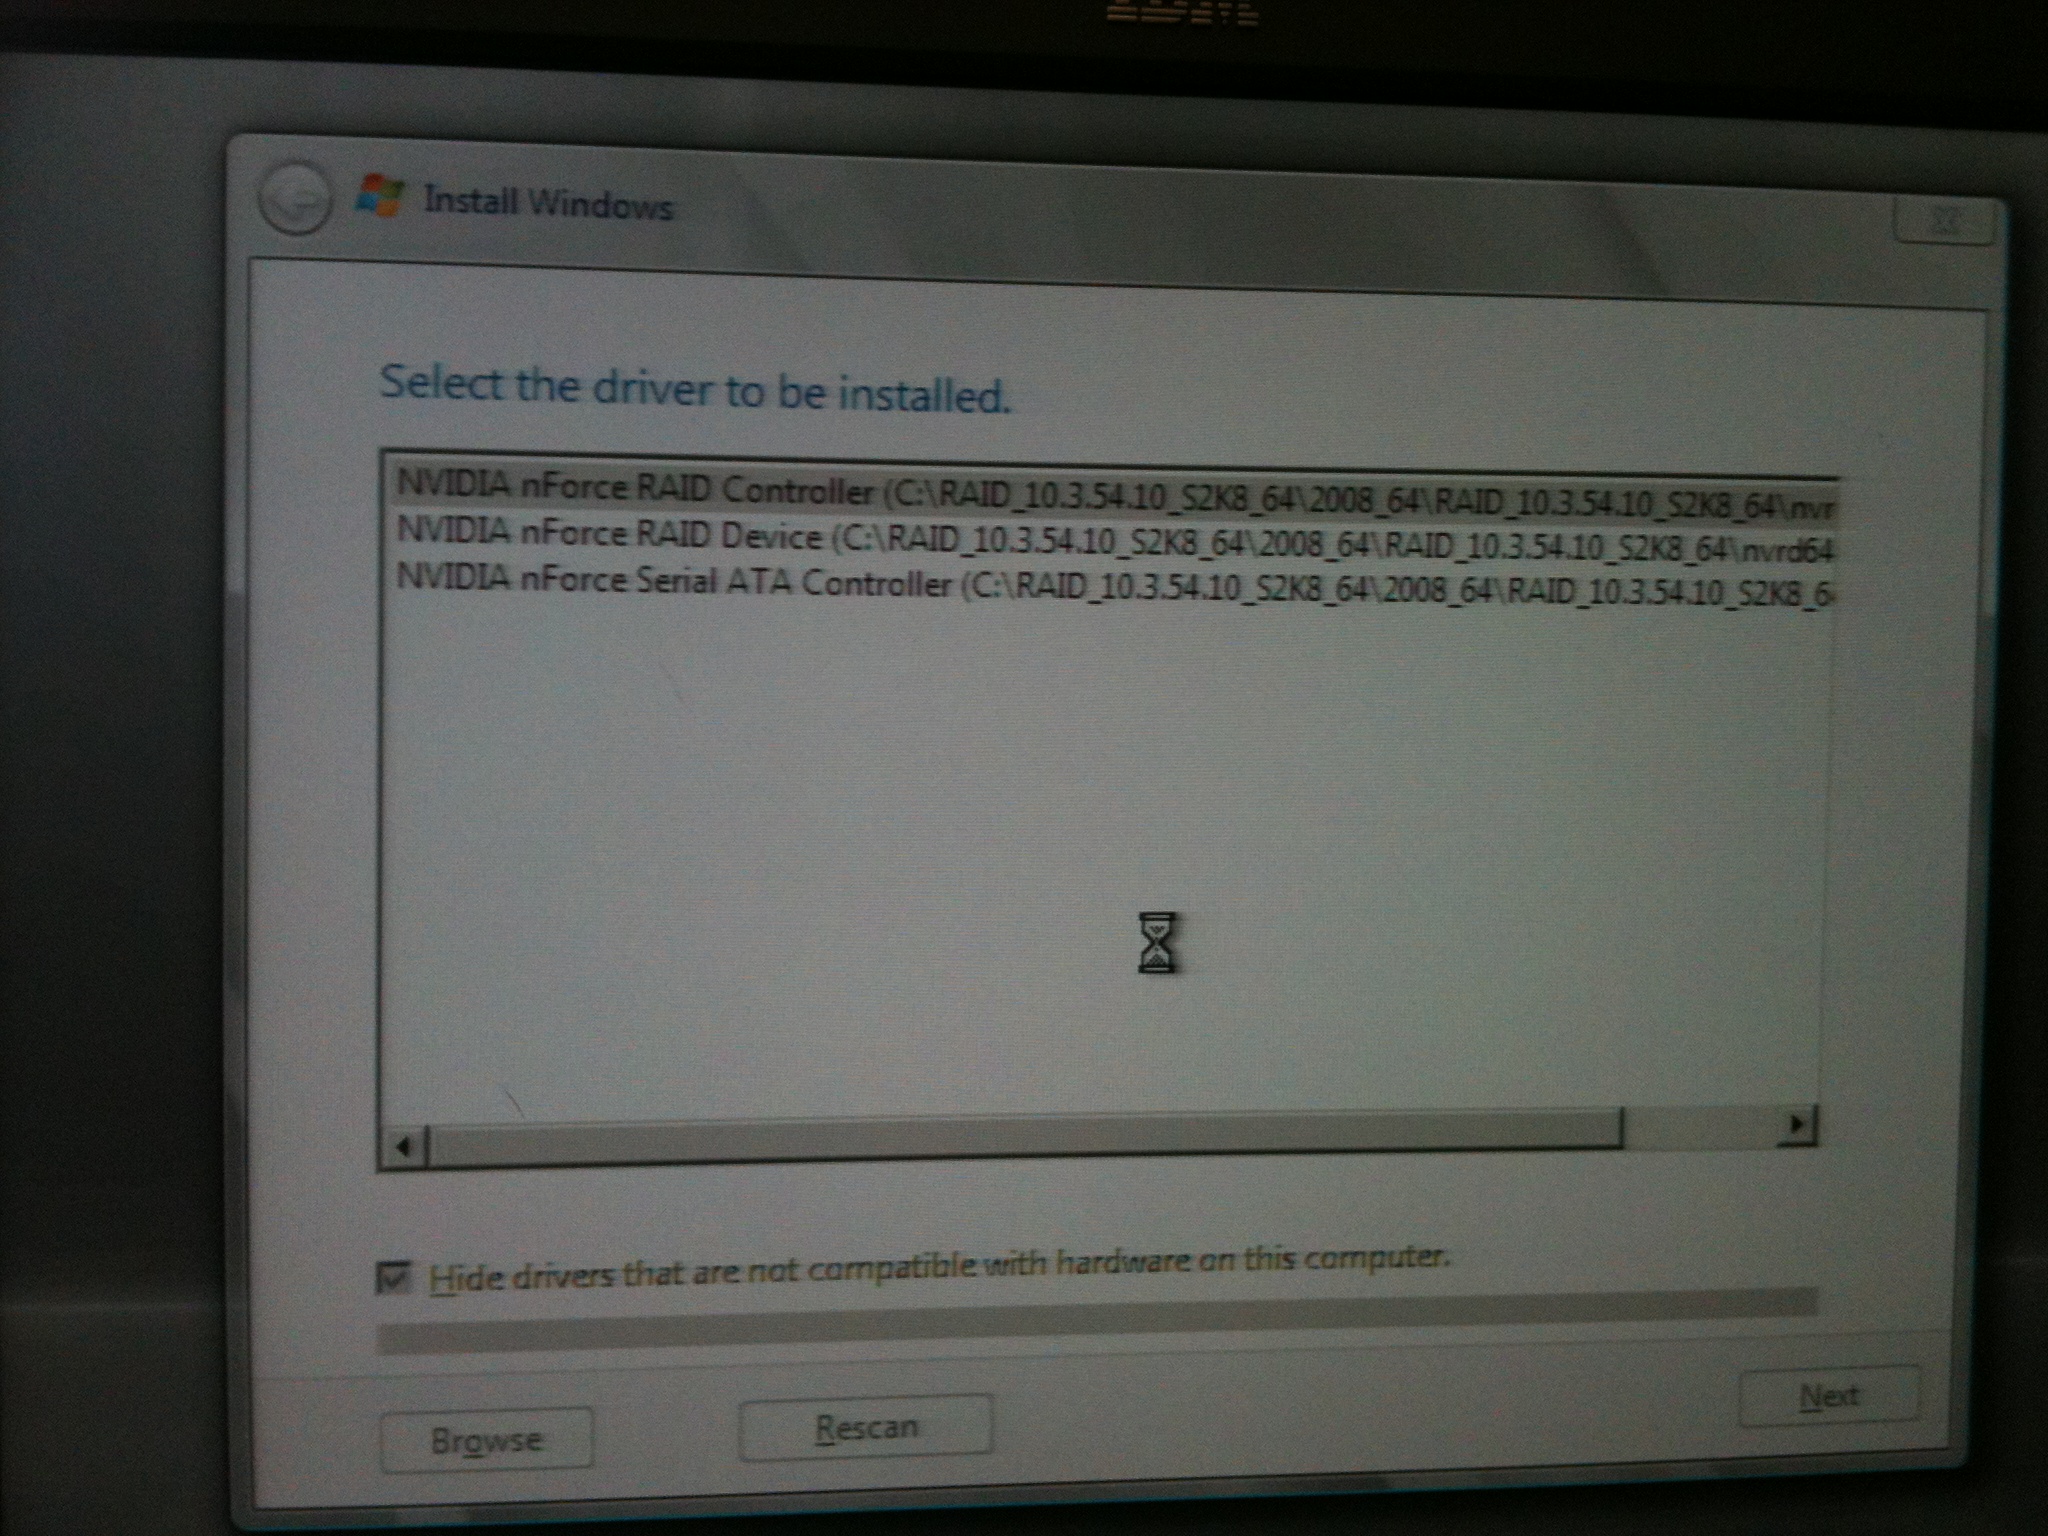 IBM
Install Windows
Select the driver to be installed.
NVIDIA nForce RAID Controller (C:\RAID_10.3.54.10_S2K8_64\2008_64\RAID_10.3.54.10_S2K8_64\nvr
NVIDIA nForce RAID Device (C:\RAID_10.3.54.10_S2K8_64\2008_64\RAID_10.3.54.10_S2K8_64\nvrd64
NVIDIA nForce Serial ATA Controller (C:\RAID_10.3.54.10_S2K8_64\2008_64\RAID_10.3.54.10_S2K8_6
Hide drivers that are not compatible with hardware on this computer.
Browse Rescan Next